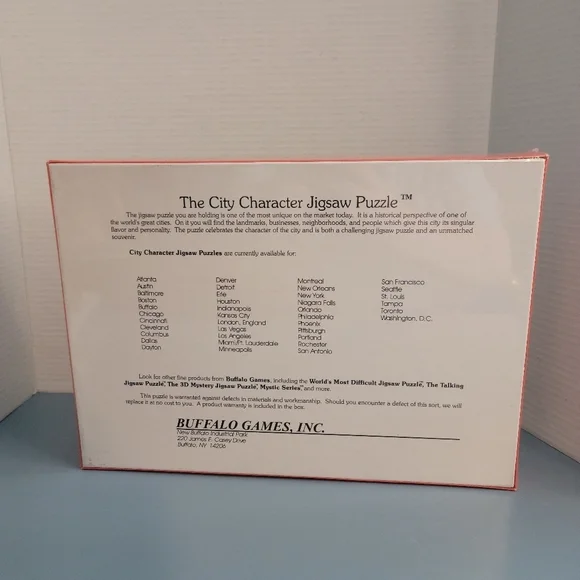 The City Character Jigsaw Puzzle™
The jigsaw puzzle you are holding is one of the most unique on the market today. It is a historical perspective of one of
the world's great cities. On it you will find the landmarks, businesses, neighborhoods, and people which give this city its singular
flavor and personality. The puzzle celebrates the character of the city and is both a challenging jigsaw puzzle and an unmatched
souvenir.
City Character Jigsaw Puzzles are currently available for:
Atlanta
Austin
Baltimore
Boston
Buffalo
Chicago
Cincinnati
Cleveland
Columbus
Dallas
Dayton
Denver
Detroit
Erie
Houston
Indianapolis
Kansas City
London, England
Las Vegas
Los Angeles
Miami/Ft. Lauderdale
Minneapolis
Montreal
New Orleans
New York
Niagara Falls
Orlando
Philadelphia
Phoenix
Pittsburgh
Portland
Rochester
San Antonio
San Francisco
Seattle
St. Louis
Tampa
Toronto
Washington, D.C.
Look for other fine products from Buffalo Games, including the World's Most Difficult Jigsaw Puzzle, The Talking
Jigsaw Puzzle, The 3D Mystery Jigsaw Puzzle, Mystic Series, and more.
This puzzle is warranted against defects in materials and workmanship. Should you encounter a defect of this sort, we will
replace it at no cost to you. A product warranty is included in the box.
BUFFALO GAMES, INC.
New Buffalo Industrial Park
220 James E. Casey Drive
Buffalo, NY 14206